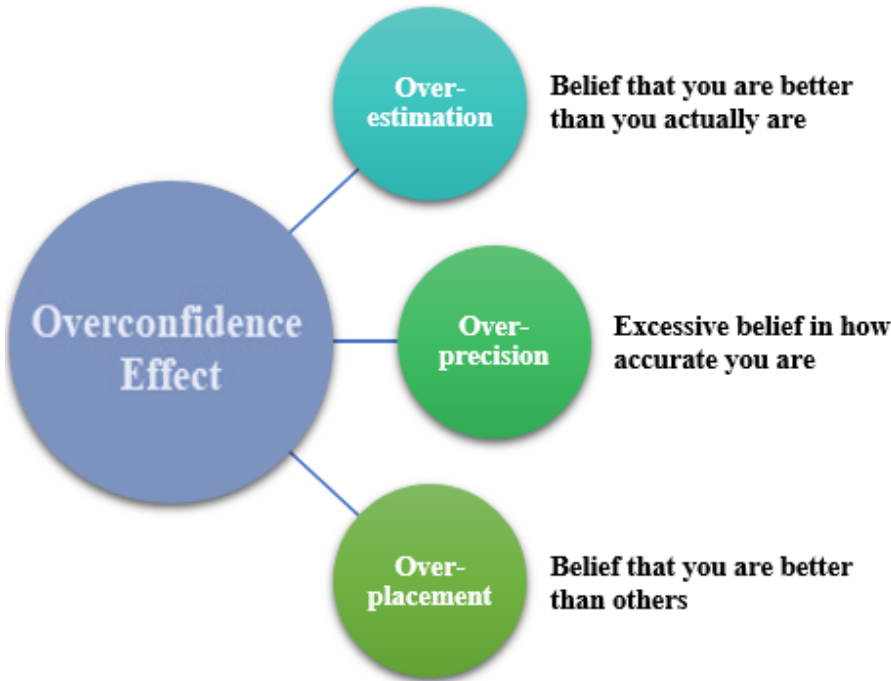 Over-
estimation
Belief that you are better
than you actually are
Overconfidence
Effect
Over-
precision
Excessive belief in how
accurate you are
Over-
placement
Belief that you are better
than others